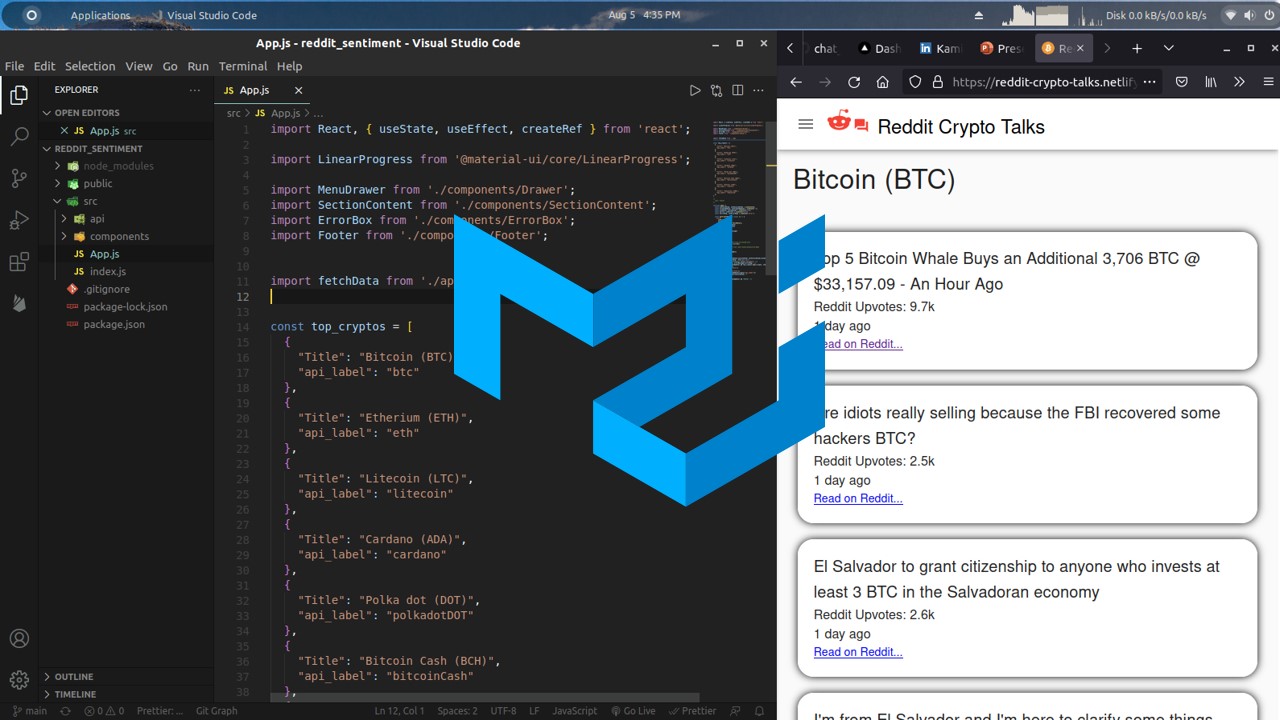 Applications
Visual Studio Code
Aug 5 4:35 PM
Disk 0.0 kB/s/0.0 kB/s
App.js - reddit_sentiment - Visual Studio Code
File Edit Selection View Go Run Terminal Help
EXPLORER
OPEN EDITORS
JS App.js src
REDDIT_SENTIMENT
node_modules
public
src
api
components
JS App.js
JS index.js
.gitignore
package-lock.json
package.json
OUTLINE
TIMELINE
JS App.js
src > JS App.js > ...
1 import React, { useState, useEffect, createRef } from 'react';
2
3 import LinearProgress from '@material-ui/core/LinearProgress';
4
5 import MenuDrawer from './components/Drawer';
6 import SectionContent from './components/SectionContent';
7 import ErrorBox from './components/ErrorBox';
8 import Footer from './compo /Footer';
9
10
11 import fetchData from './ap
12
13
14 const top_cryptos = [
15 {
16 "Title": "Bitcoin (BTC)
17 "api_label": "btc"
18 },
19 {
20 "Title": "Etherium (ETH)",
21 "api_label": "eth"
22 },
23 {
24 "Title": "Litecoin (LTC)",
25 "api_label": "litecoin"
26 },
27 {
28 "Title": "Cardano (ADA)",
29 "api_label": "cardano"
30 },
31 {
32 "Title": "Polka dot (DOT)",
33 "api_label": "polkadotDOT"
34 },
35 {
36 "Title": "Bitcoin Cash (BCH)",
37 "api_label": "bitcoinCash"
38 },
main 0 0 Prettier: ... Git Graph Ln 12, Col 1 Spaces: 2 UTF-8 LF JavaScript Go Live Prettier
chat Dash in Kami P Pres Re
https://reddit-crypto-talks.netlif
Reddit Crypto Talks
Bitcoin (BTC)
op 5 Bitcoin Whale Buys an Additional 3,706 BTC @
$33,157.09 - An Hour Ago
Reddit Upvotes: 9.7k
1 day ago
ead on Reddit...
re idiots really selling because the FBI recovered some
hackers BTC?
Reddit Upvotes: 2.5k
1 day ago
Read on Reddit...
El Salvador to grant citizenship to anyone who invests at
least 3 BTC in the Salvadoran economy
Reddit Upvotes: 2.6k
1 day ago
Read on Reddit...
I'm from El Salvador and I'm here to clarify some things